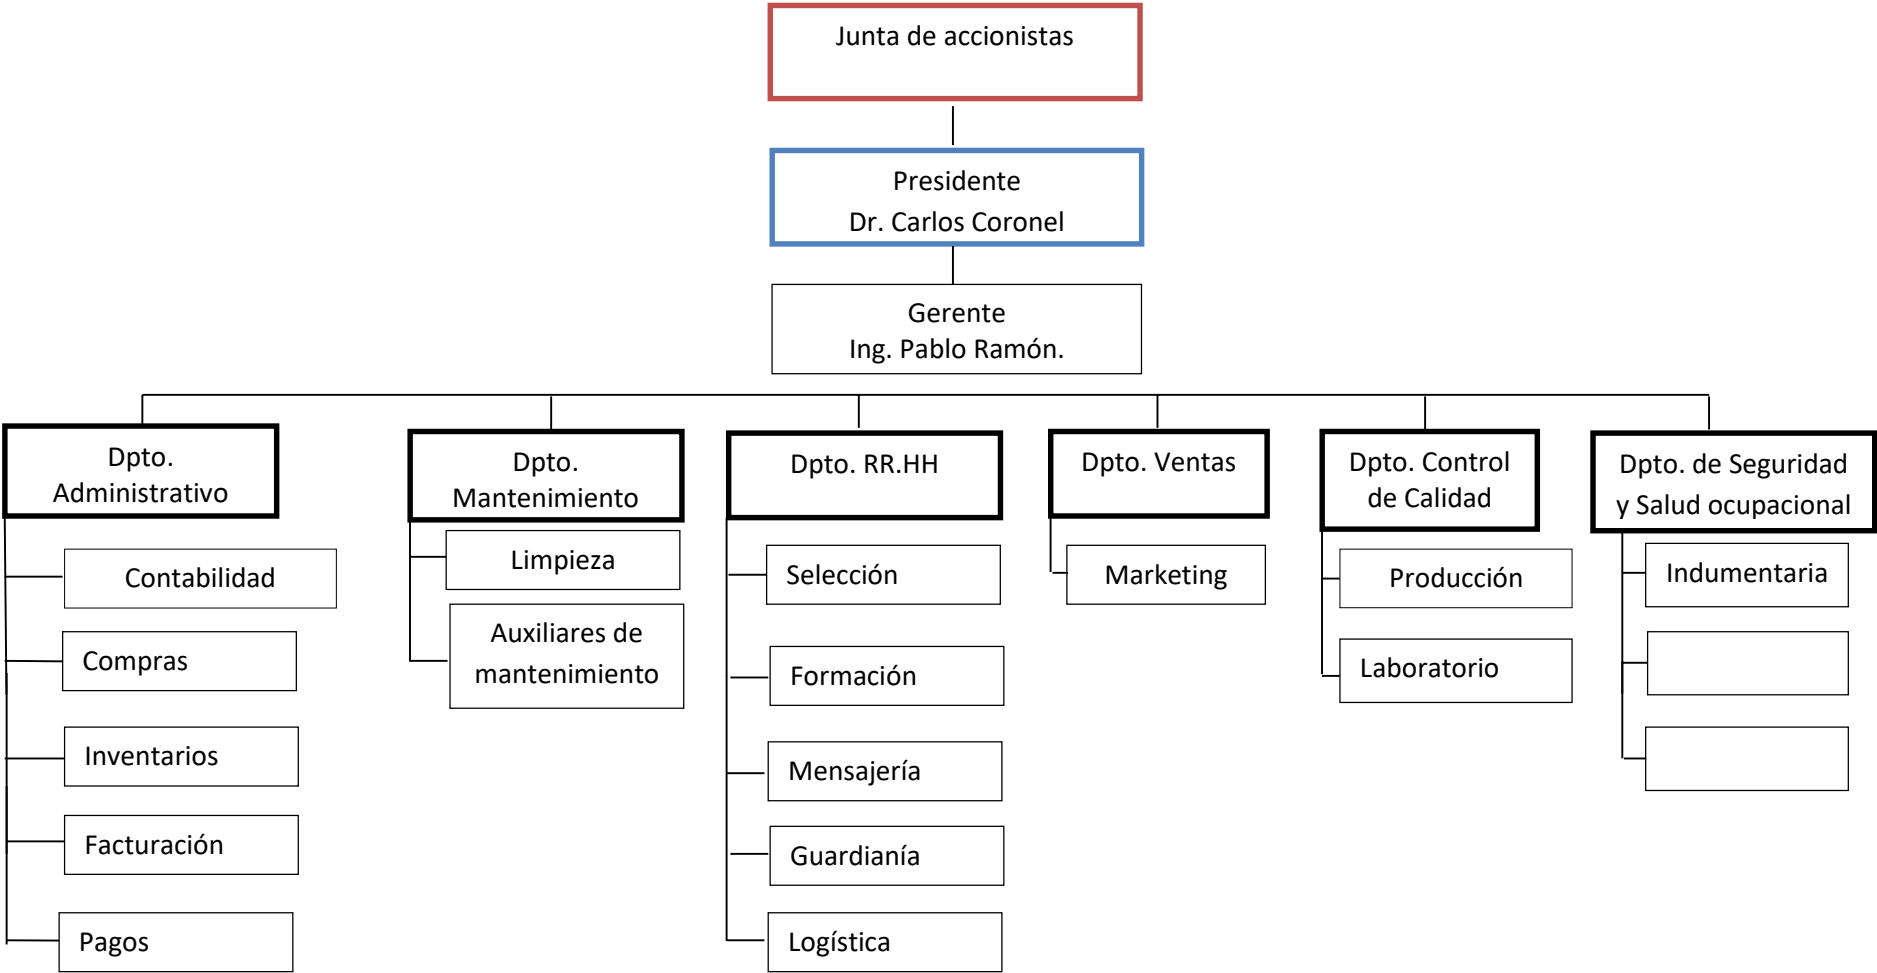 Junta de accionistas
Presidente
Dr. Carlos Coronel
Gerente
Ing. Pablo Ramón.
Dpto.
Administrativo
Contabilidad
Compras
Inventarios
Facturación
Pagos
Dpto.
Mantenimiento
Limpieza
Auxiliares de
mantenimiento
Dpto. RR.HH
Selección
Formación
Mensajería
Guardianía
Logística
Dpto. Ventas
Marketing
Dpto. Control
de Calidad
Producción
Laboratorio
Dpto. de Seguridad
y Salud ocupacional
Indumentaria